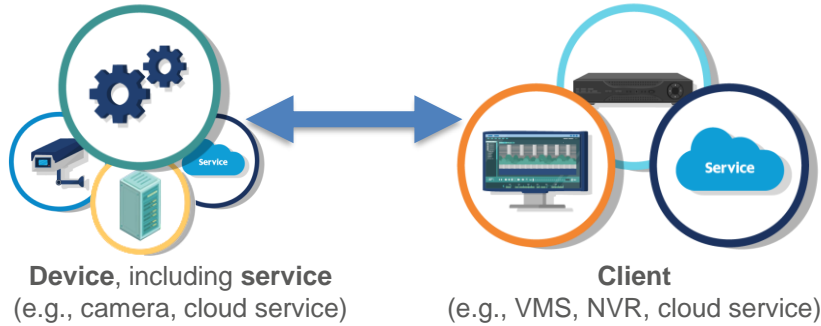 Service
Service
Device, including service
(e.g., camera, cloud service)
Client
(e.g., VMS, NVR, cloud service)